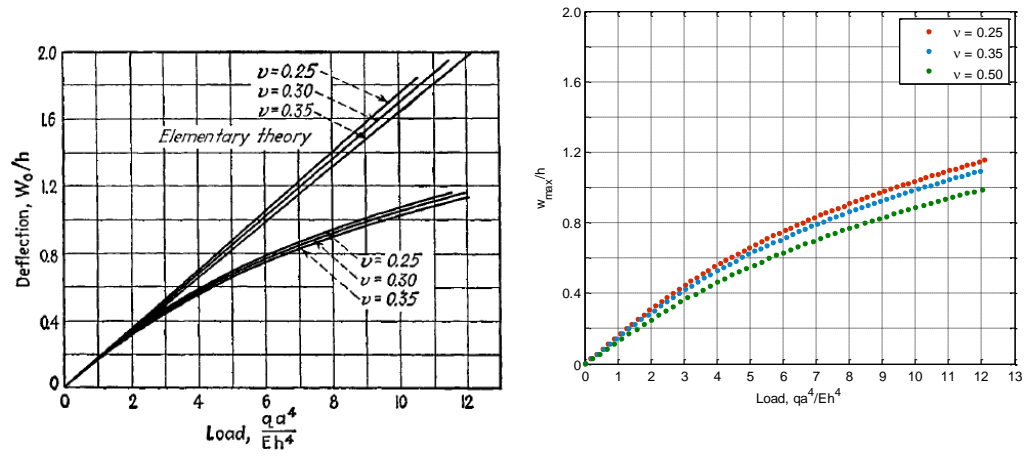 2.0
1.6
1.2
0.8
0.4
0
Deflection, W₀/h
ν=0.25
ν=0.30
ν=0.35
Elementary theory
ν=0.25
ν=0.30
ν=0.35
0 2 4 6 8 10 12
Load, qa⁴/Eh⁴
2.0
1.6
1.2
0.8
0.4
0
w_max/h
ν = 0.25
ν = 0.35
ν = 0.50
0 1 2 3 4 5 6 7 8 9 10 11 12 13
Load, qa⁴/Eh⁴